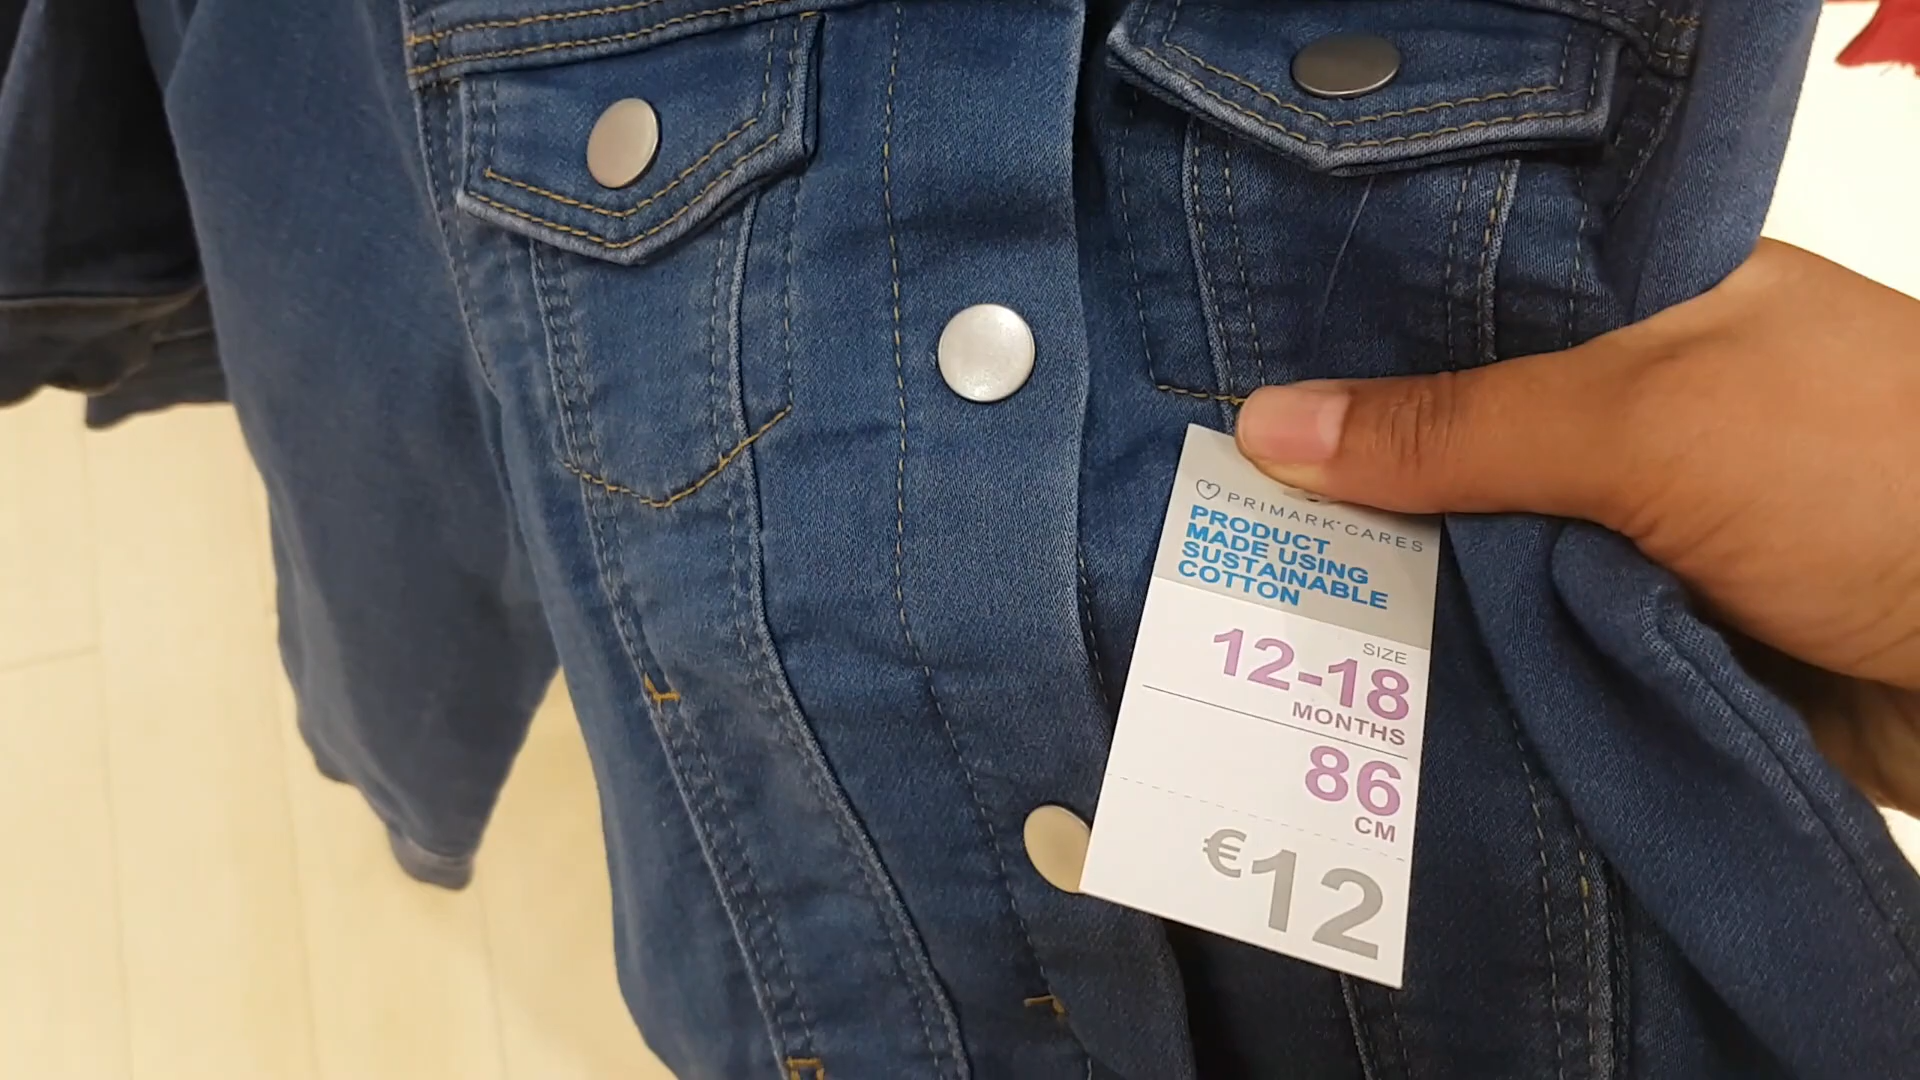 PRIMARK CARES
PRODUCT
MADE USING
SUSTAINABLE
COTTON
SIZE
12-18
MONTHS
86
CM
€12